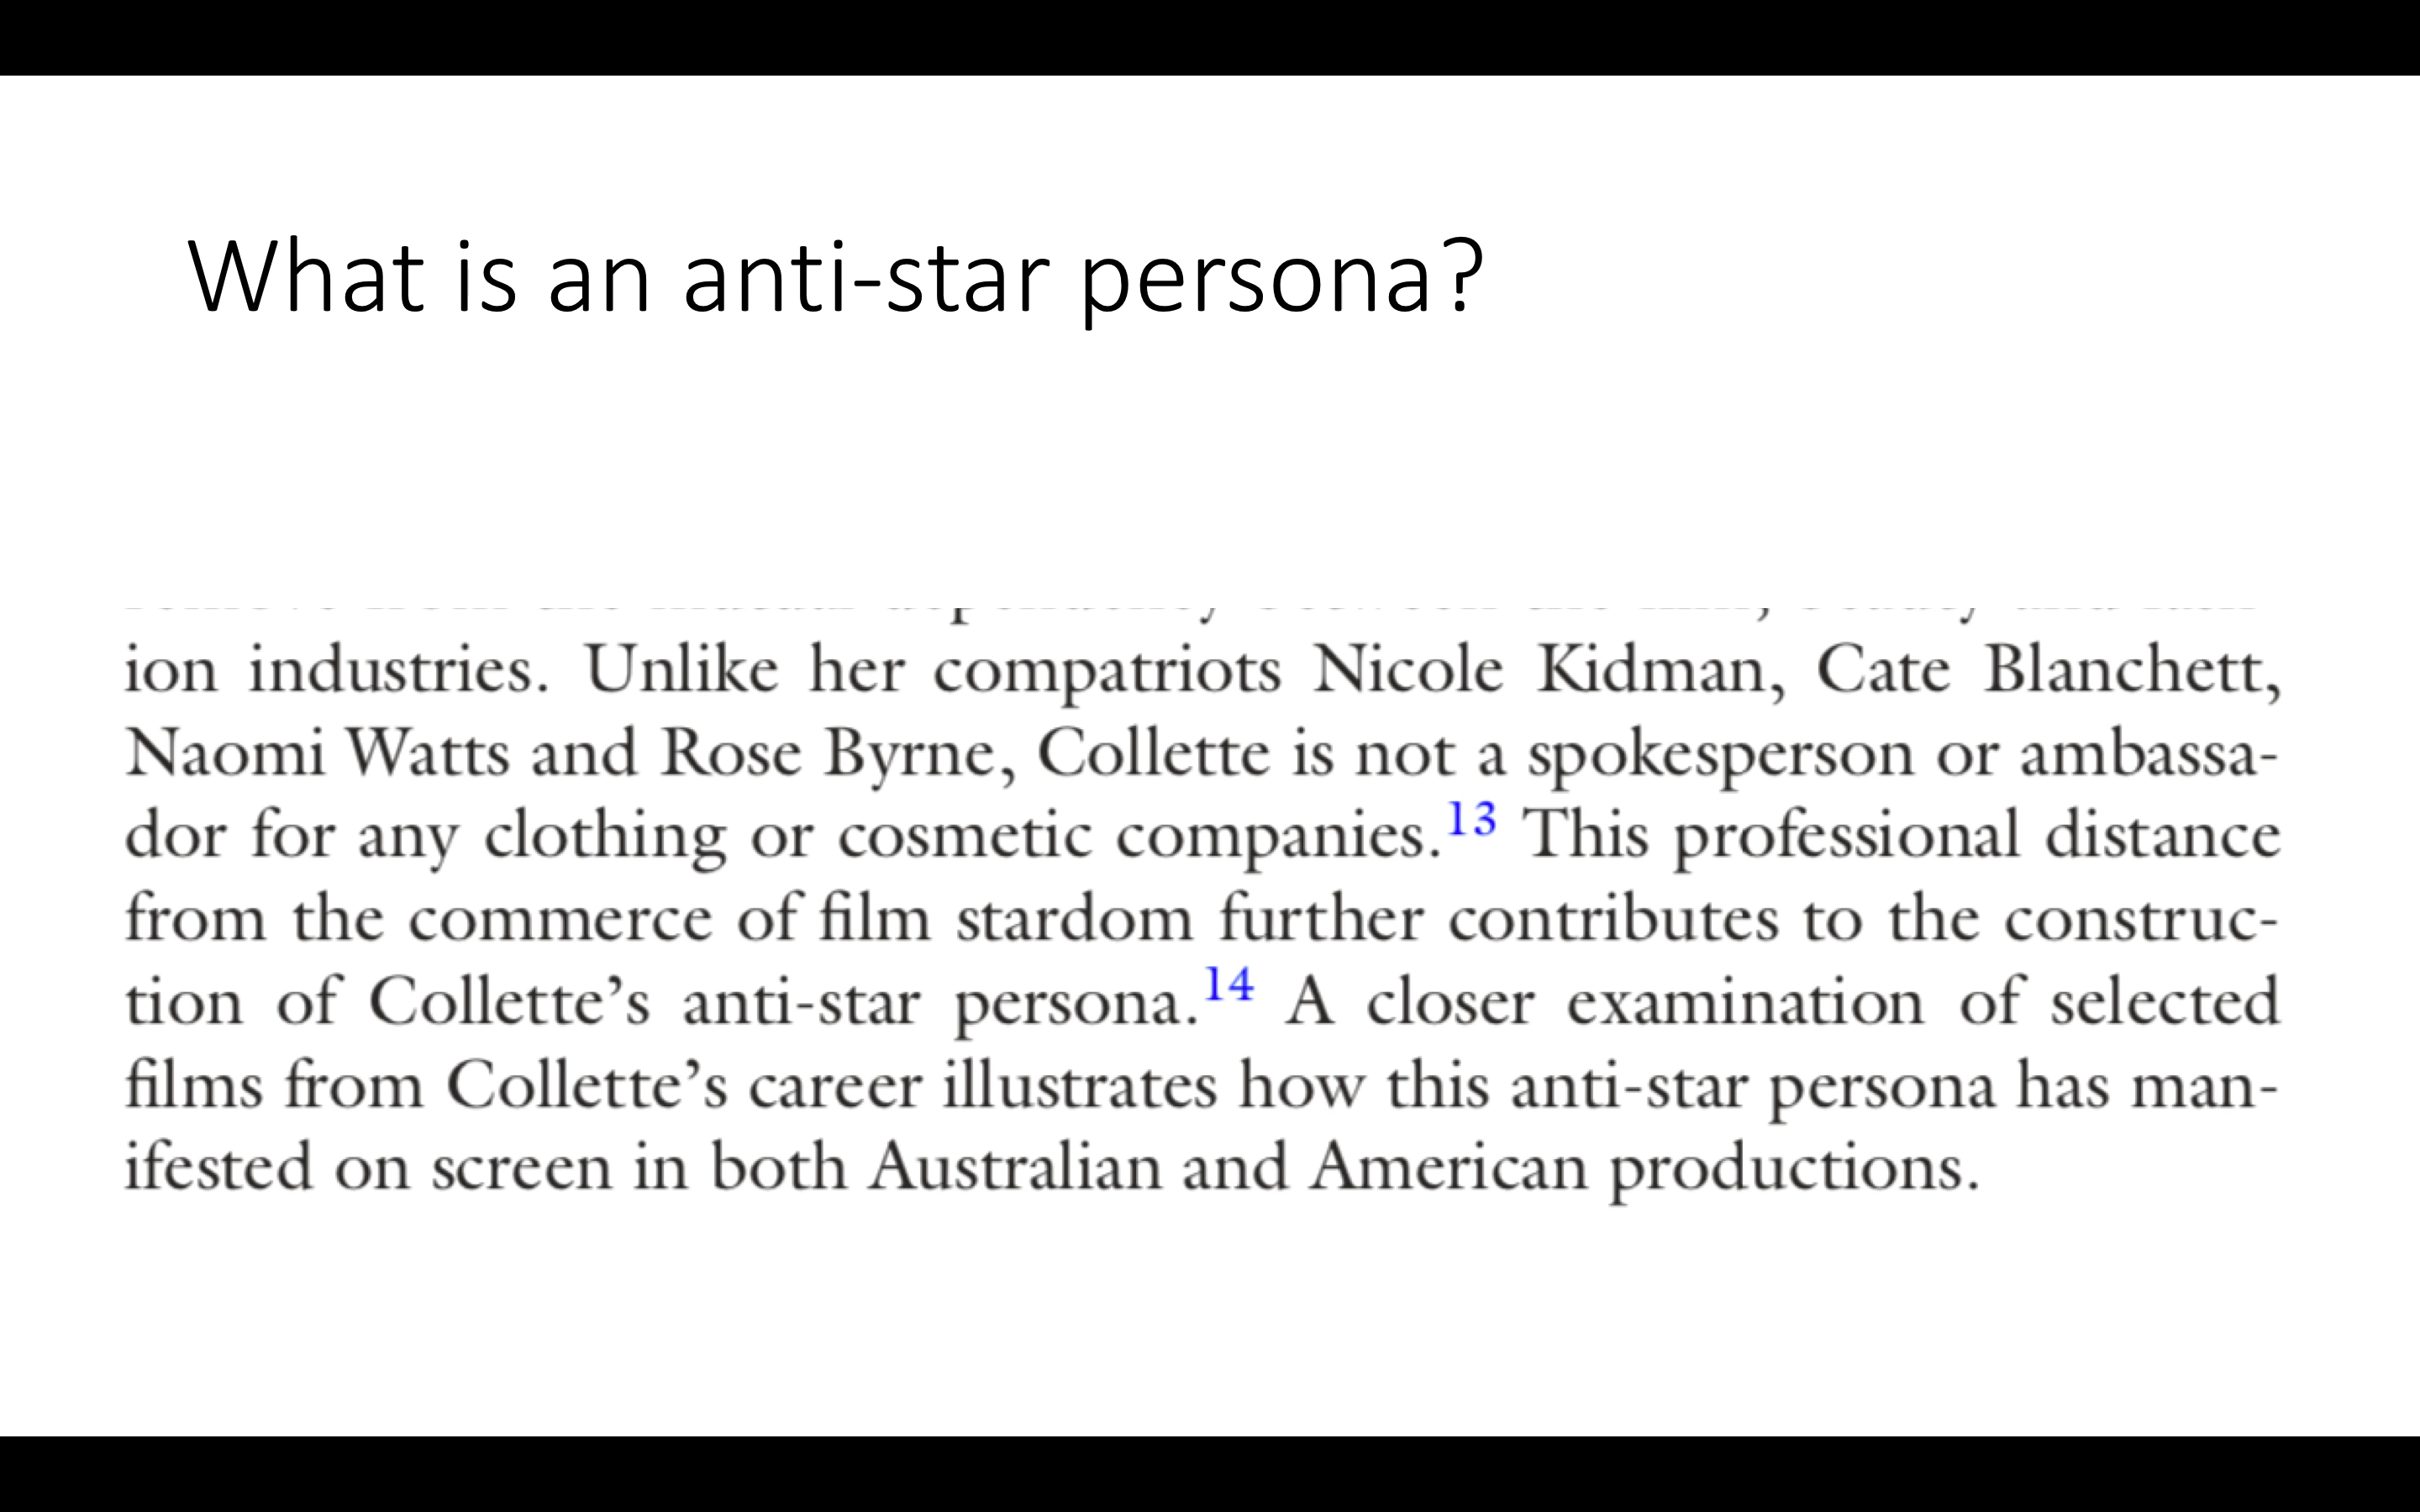 What is an anti-star persona?
ion industries. Unlike her compatriots Nicole Kidman, Cate Blanchett,
Naomi Watts and Rose Byrne, Collette is not a spokesperson or ambassa-
dor for any clothing or cosmetic companies.13 This professional distance
from the commerce of film stardom further contributes to the construc-
tion of Collette’s anti-star persona.14 A closer examination of selected
films from Collette’s career illustrates how this anti-star persona has man-
ifested on screen in both Australian and American productions.